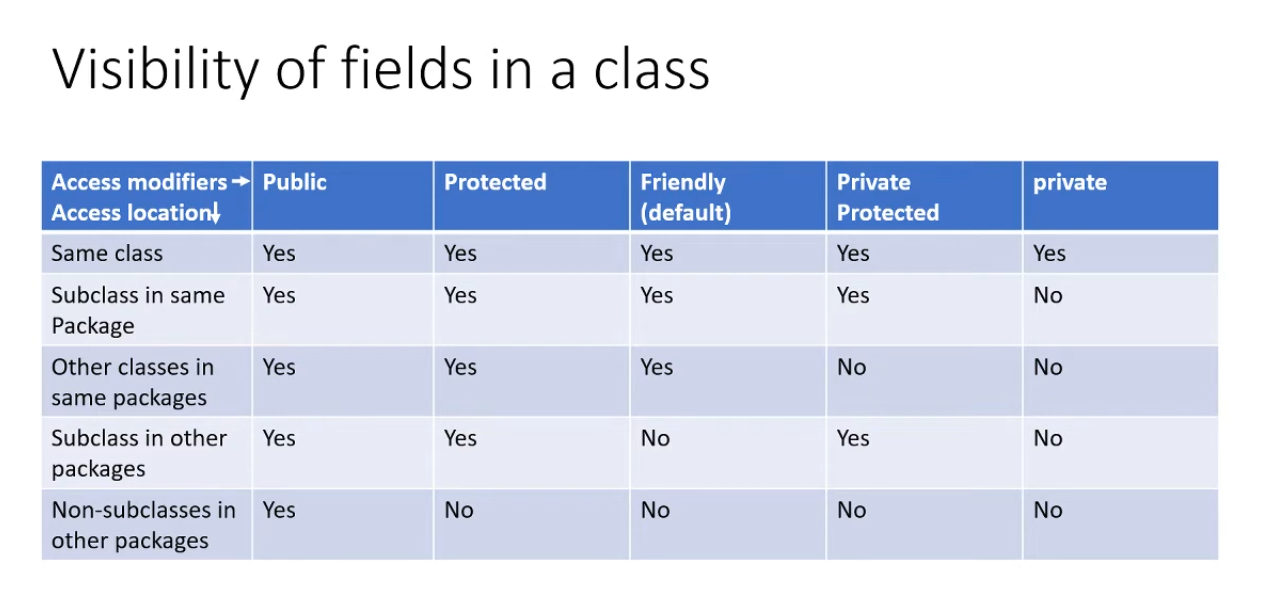 Visibility of fields in a class
Access modifiers → Public Protected Friendly Private private
Access location↓ (default) Protected
Same class Yes Yes Yes Yes Yes
Subclass in same Yes Yes Yes Yes No
Package
Other classes in Yes Yes Yes No No
same packages
Subclass in other Yes Yes No Yes No
packages
Non-subclasses in Yes No No No No
other packages